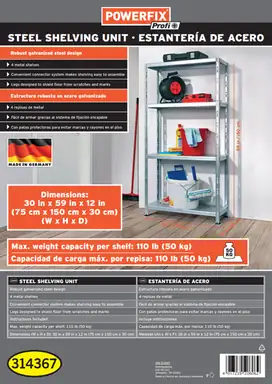 POWERFIX
Profi
STEEL SHELVING UNIT · ESTANTERÍA DE ACERO
Robust galvanised steel design
• 4 metal shelves
• Convenient connector system makes shelving easy to assemble
• Legs designed to shield floor from scratches and marks
Estructura robusta en acero galvanizado
• 4 repisas de metal
• Fácil de armar gracias al sistema de fijación encajable
• Con patas protectoras para evitar marcas y rayones en el piso
MADE IN GERMANY
Dimensions:
30 in x 59 in x 12 in
(75 cm x 150 cm x 30 cm)
(W x H x D)
Max. weight capacity per shelf: 110 lb (50 kg)
Capacidad de carga máx. por repisa: 110 lb (50 kg)
50 KG
STEEL SHELVING UNIT
Robust galvanised steel design
4 metal shelves
Convenient connector system makes shelving easy to assemble
Legs designed to shield floor from scratches and marks
Instructions included
Max. weight capacity per shelf: 110 lb (50 kg)
ESTANTERÍA DE ACERO
Estructura robusta en acero galvanizado
4 repisas de metal
Fácil de armar gracias al sistema de fijación encajable
Con patas protectoras para evitar marcas y rayones en el piso
Incluye instrucciones
Capacidad de carga máx. por repisa: 110 lb (50 kg)
314367